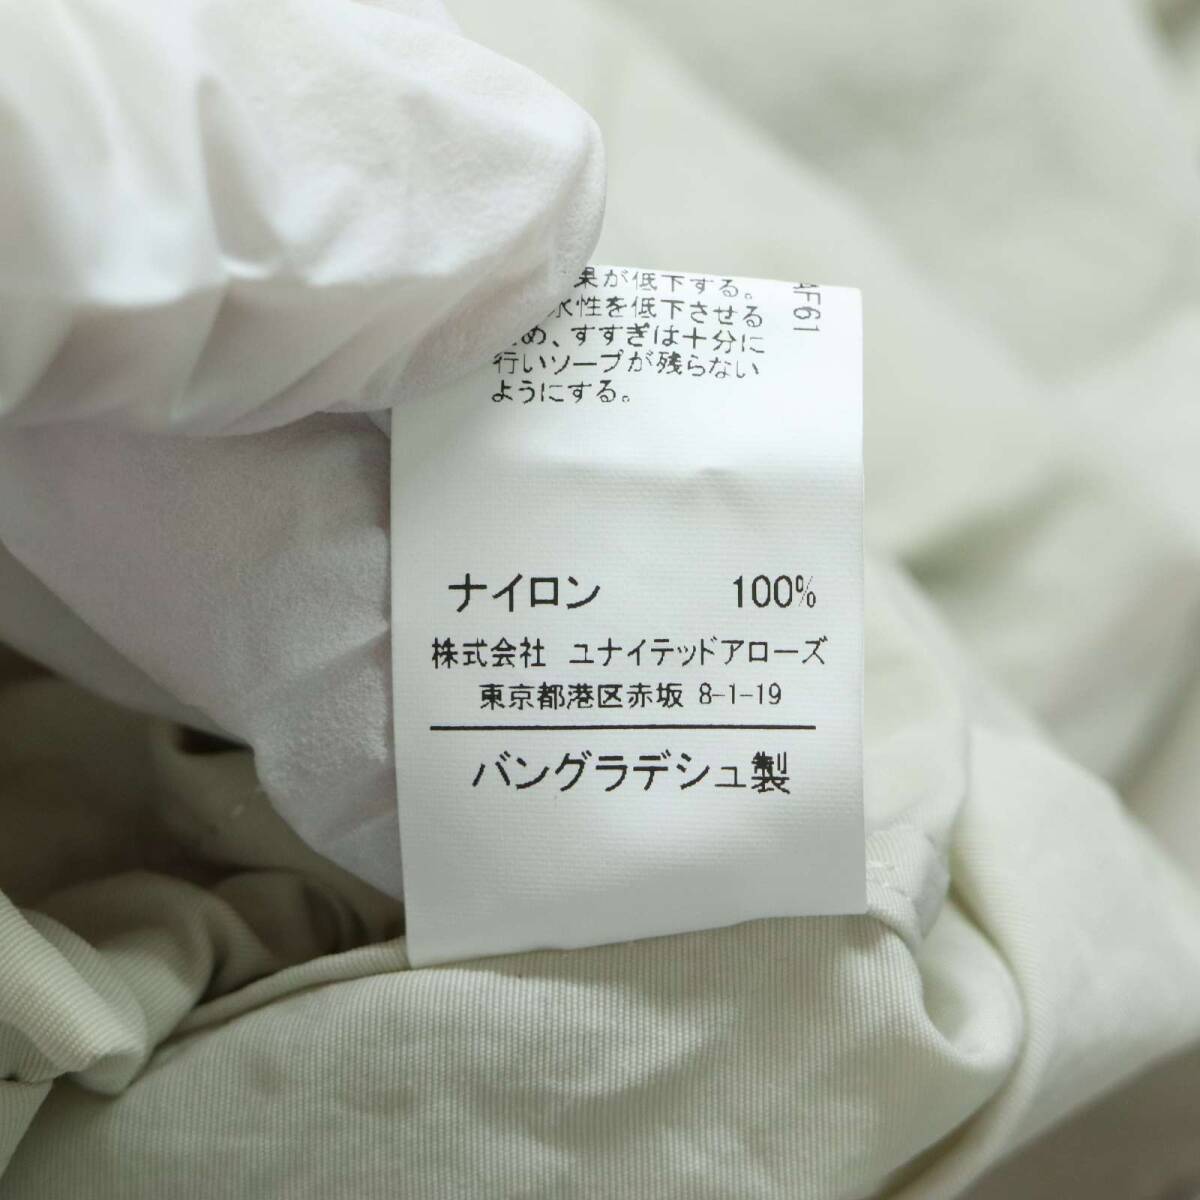 果が低下する。
水性を低下させる
め、すすぎは十分に
行いソープが残らない
ようにする。
AF61
ナイロン 100%
株式会社 ユナイテッドアローズ
東京都港区赤坂 8-1-19
バングラデシュ製